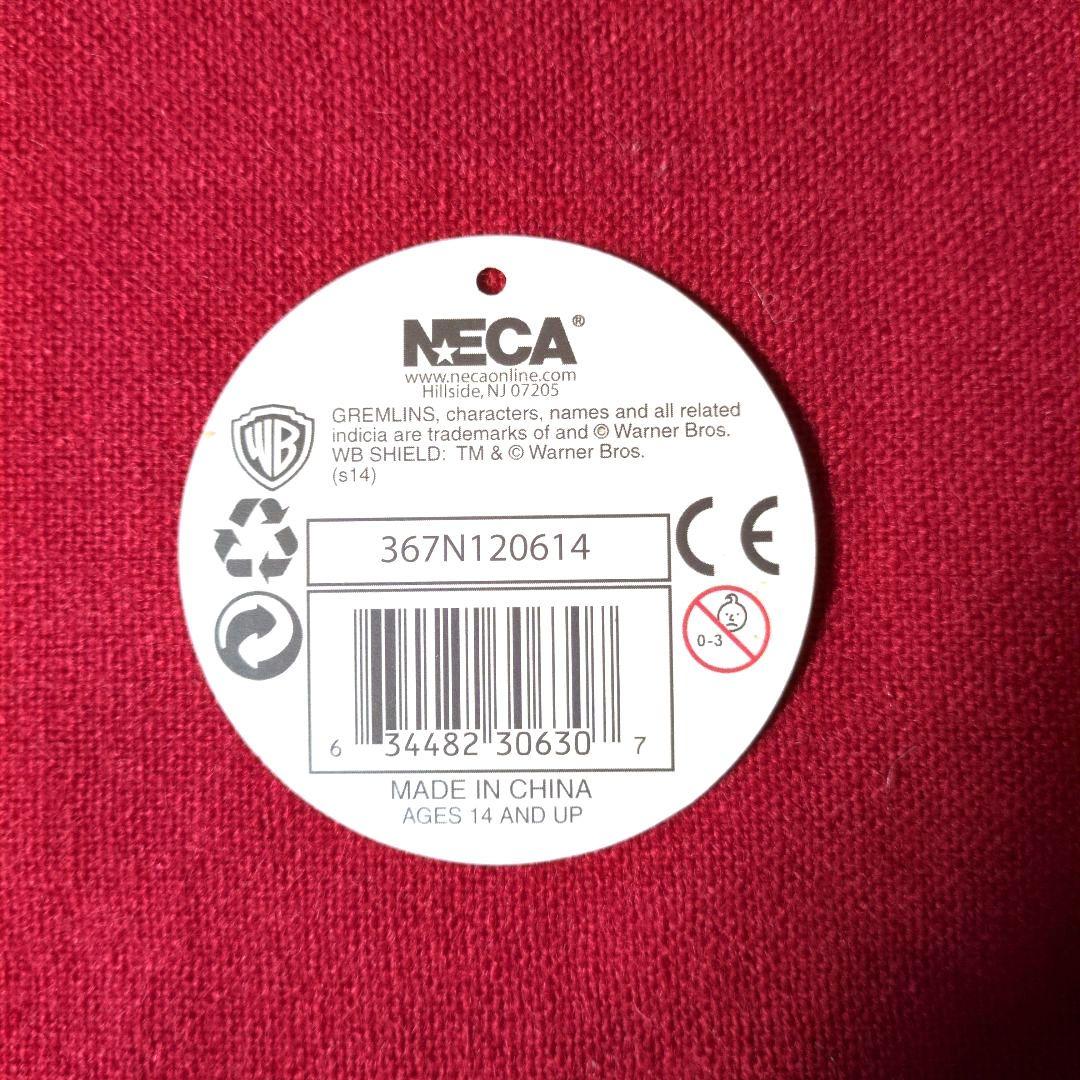 NECA®
www.necaonline.com
Hillside, NJ 07205
GREMLINS, characters, names and all related
indicia are trademarks of and © Warner Bros.
WB SHIELD: TM & © Warner Bros.
(s14)
WB
367N120614
CE
0-3
6 34482 30630 7
MADE IN CHINA
AGES 14 AND UP